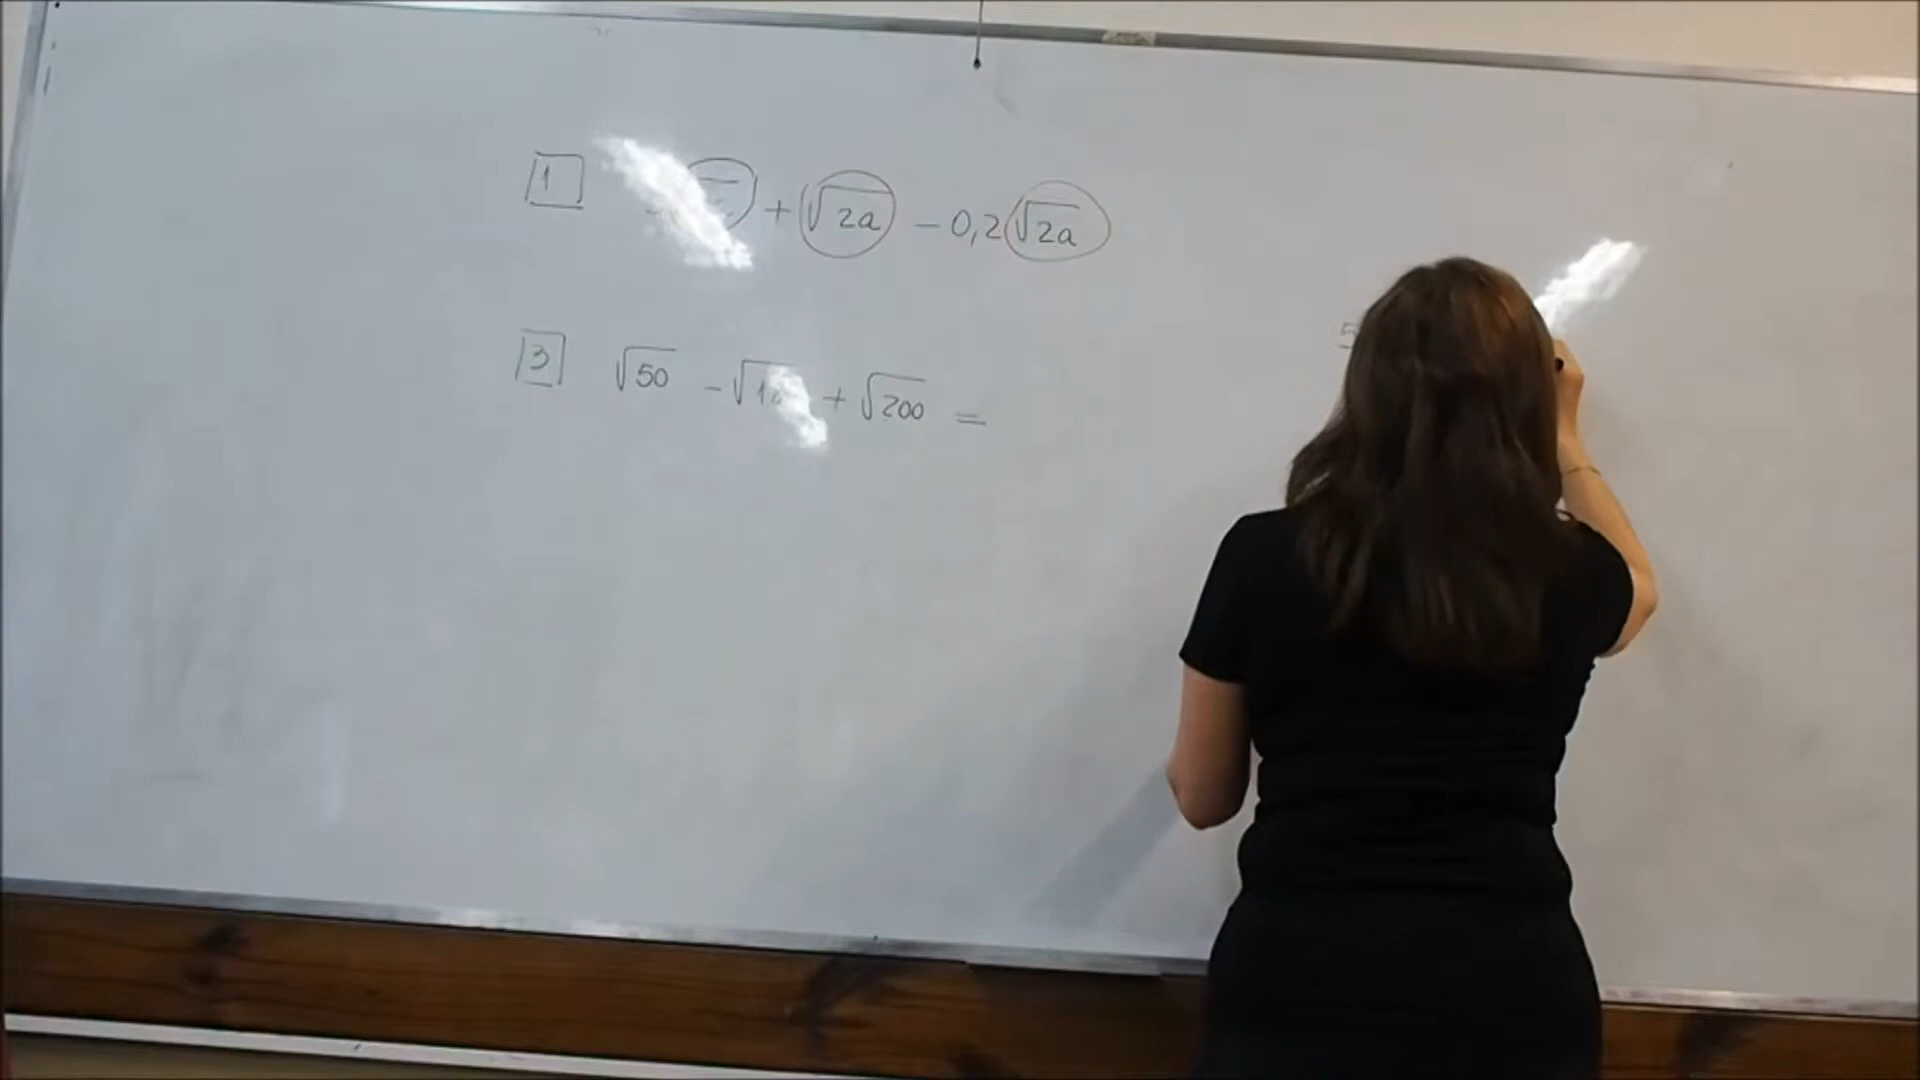 1 + √2a − 0,2 √2a
3 √50 − + √200 =